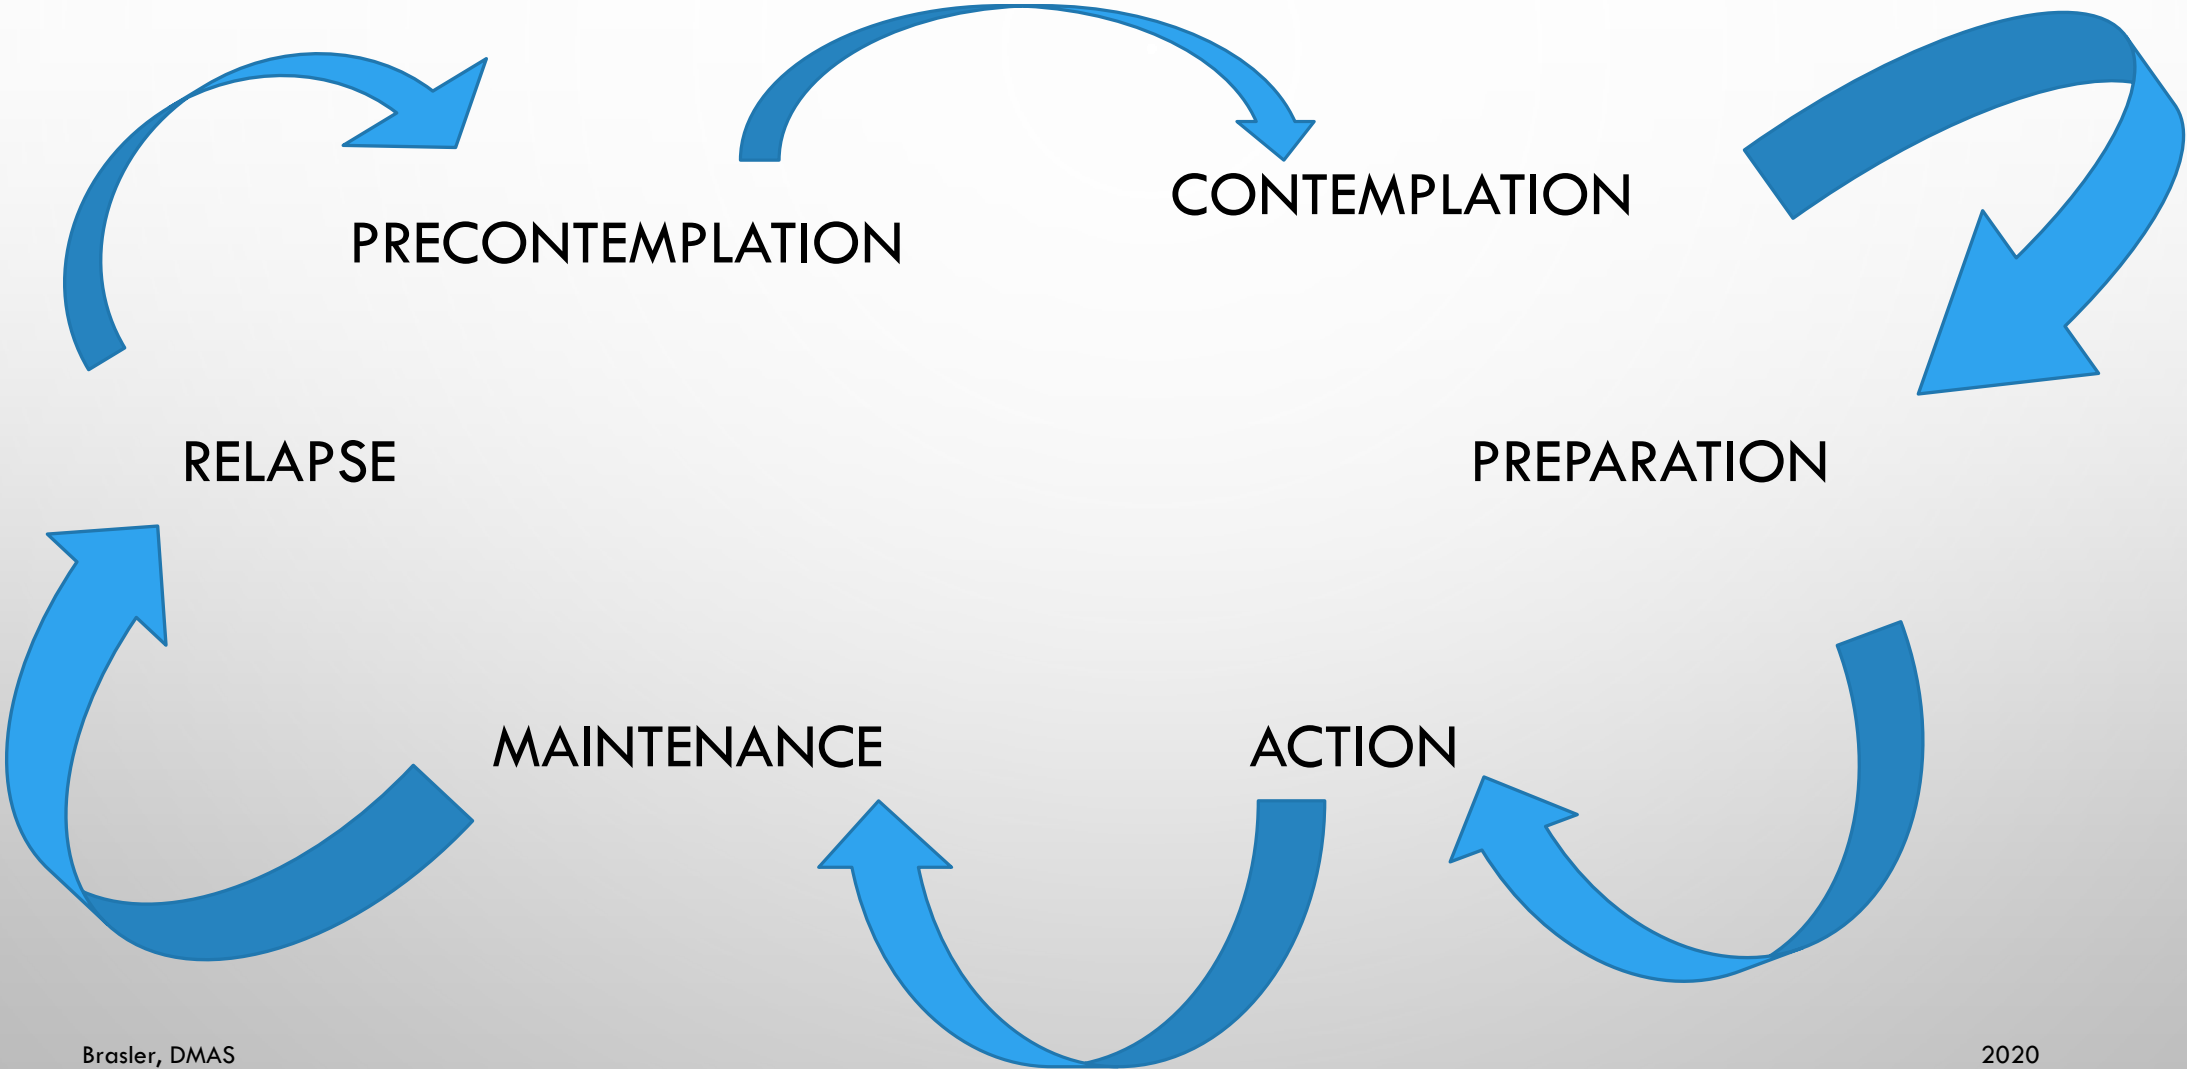 PRECONTEMPLATION
CONTEMPLATION
PREPARATION
ACTION
MAINTENANCE
RELAPSE
Brasler, DMAS
2020